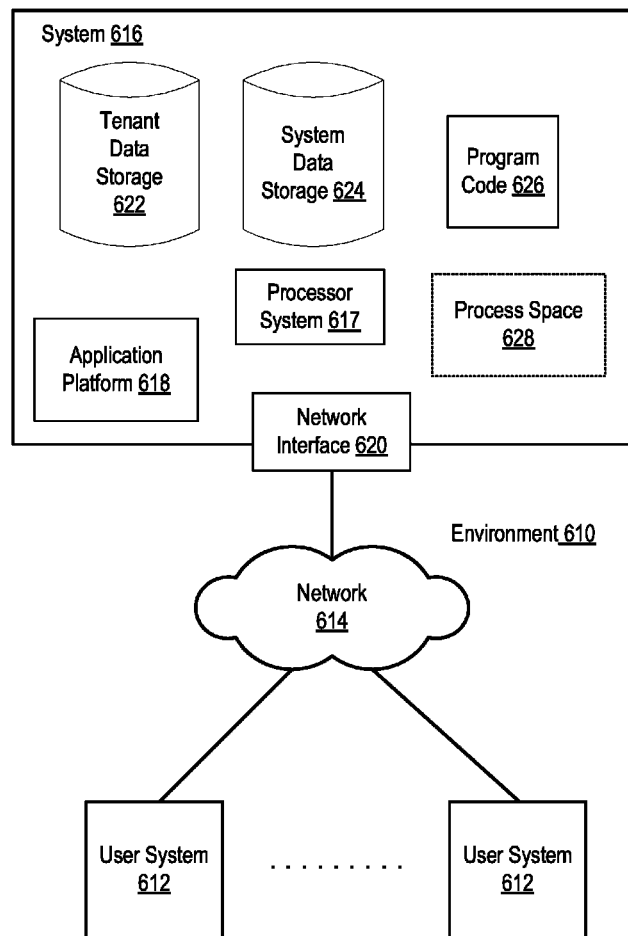 System 616
Tenant
Data
Storage
622
System
Data
Storage 624
Program
Code 626
Processor
System 617
Process Space
628
Application
Platform 618
Network
Interface 620
Environment 610
Network
614
User System
612
. . . . . . . . .
User System
612